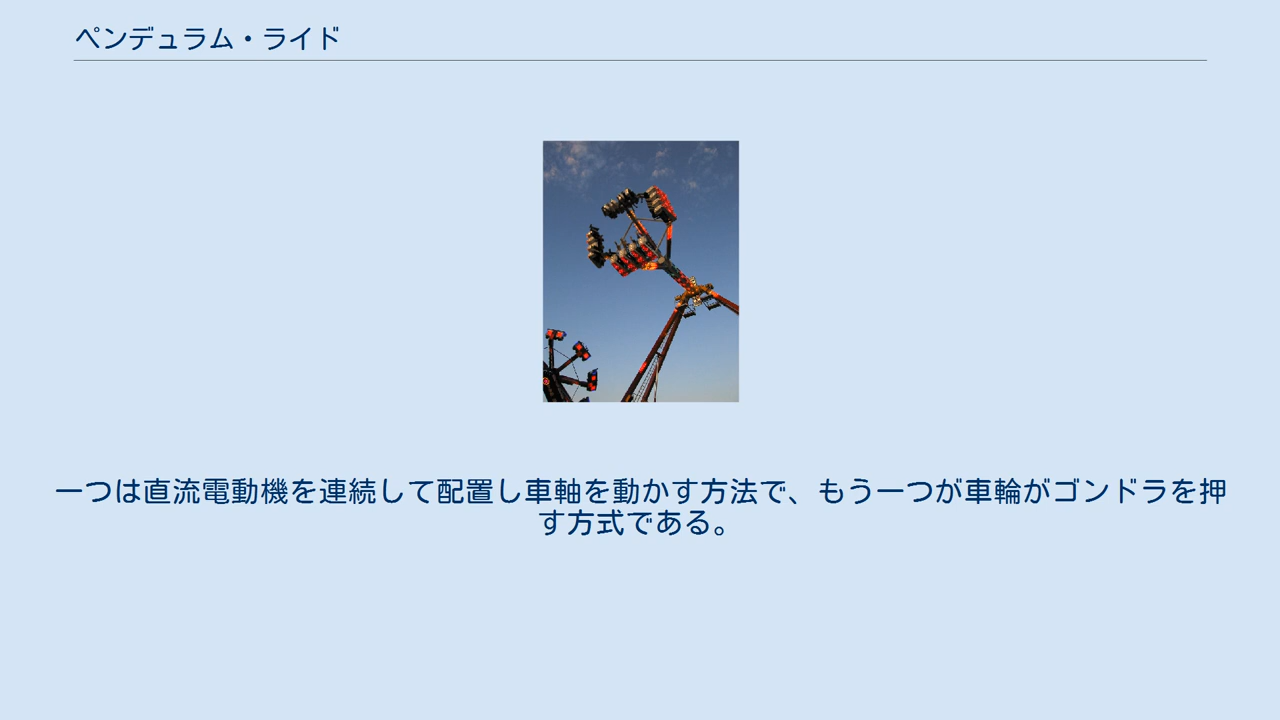 ペンデュラム・ライド
一つは直流電動機を連続して配置し車軸を動かす方法で、もう一つが車輪がゴンドラを押
す方式である。